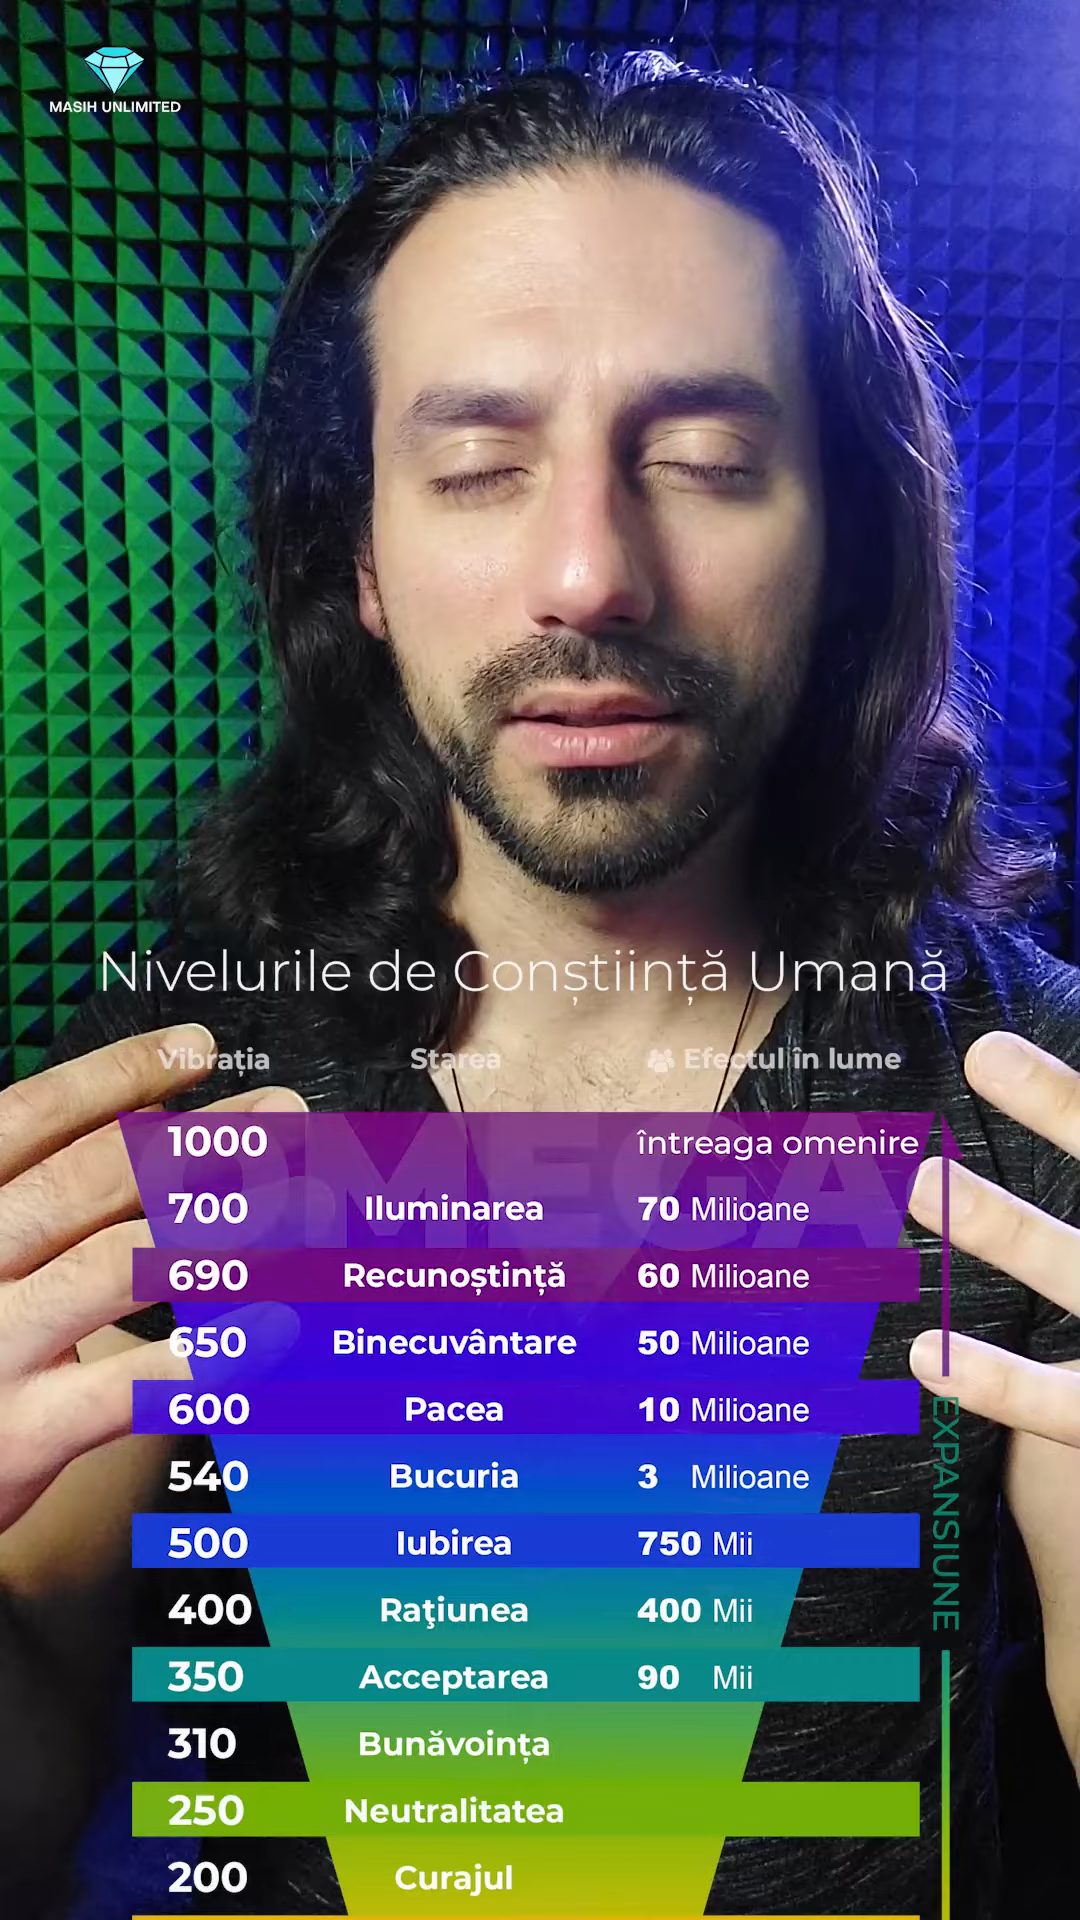 MASIH UNLIMITED
Nivelurile de Conștiință Umană
Vibrația Starea Efectul în lume
OMEGA
1000 întreaga omenire
700 Iluminarea 70 Milioane
690 Recunoștință 60 Milioane
650 Binecuvântare 50 Milioane
600 Pacea 10 Milioane
540 Bucuria 3 Milioane
500 Iubirea 750 Mii
400 Raţiunea 400 Mii
350 Acceptarea 90 Mii
310 Bunăvoința
250 Neutralitatea
200 Curajul
EXPANSIUNE